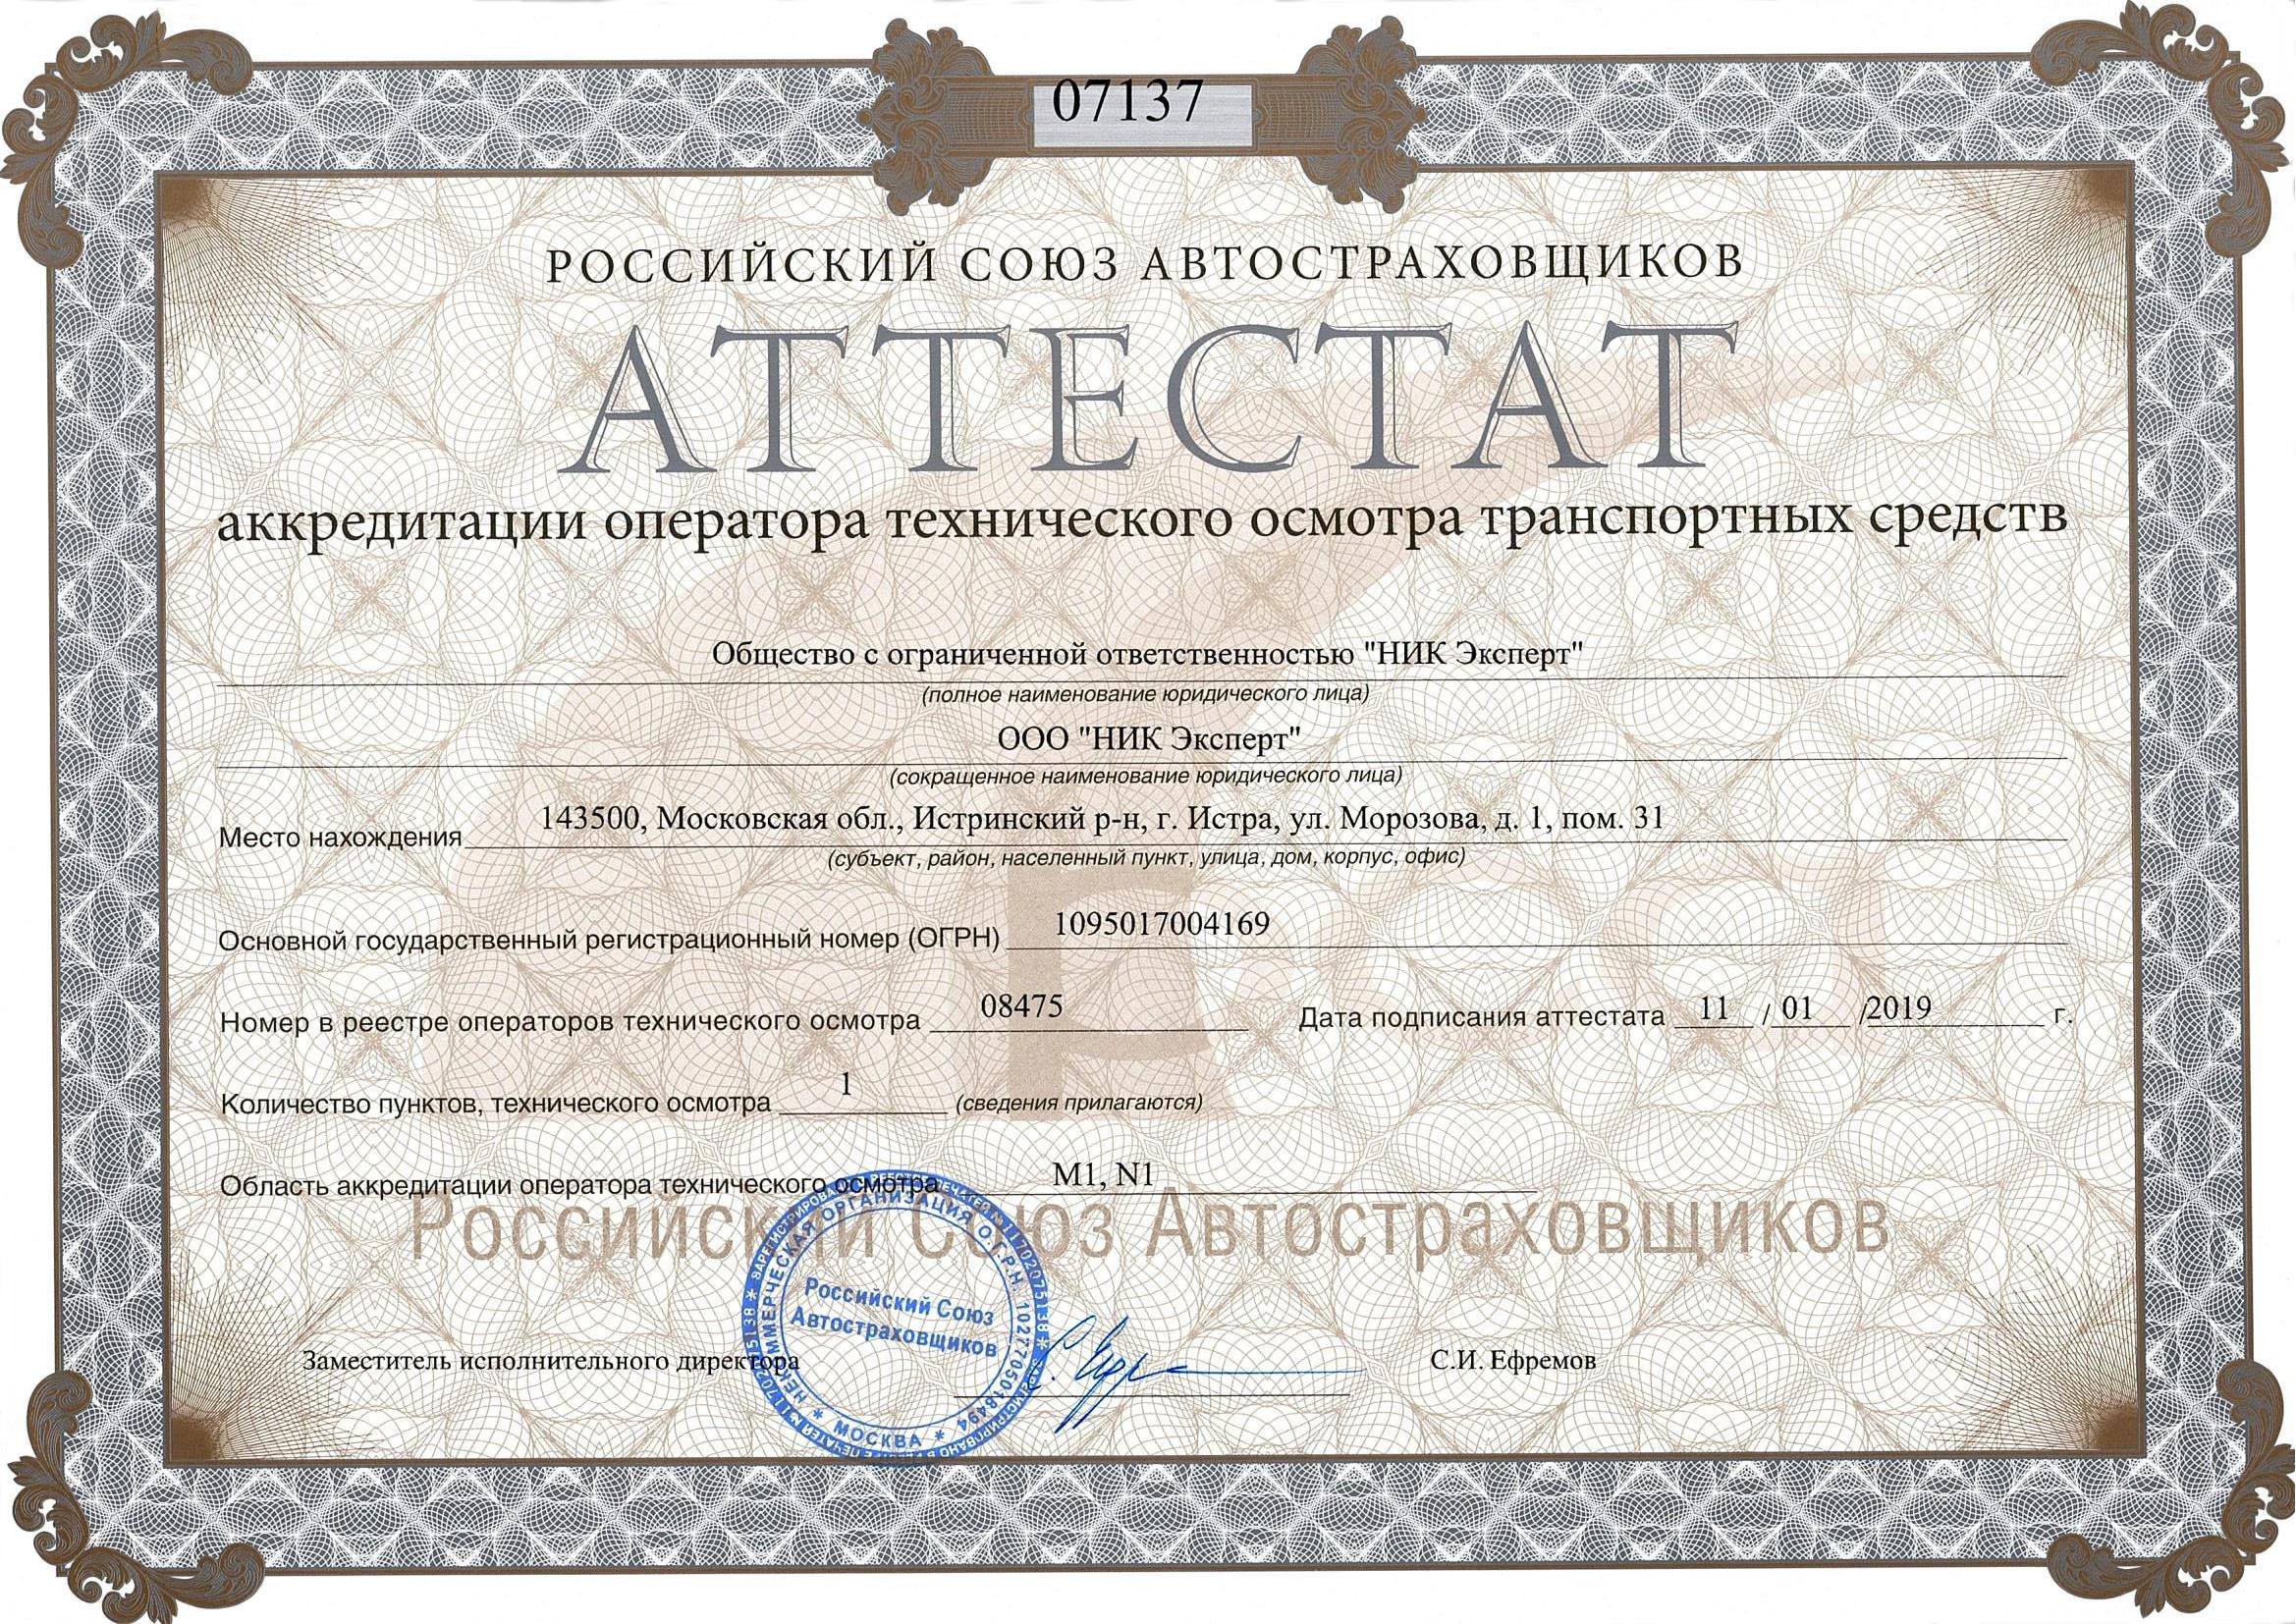 07137
РОССИЙСКИЙ СОЮЗ АВТОСТРАХОВЩИКОВ
АТТЕСТАТ
аккредитации оператора технического осмотра транспортных средств
Общество с ограниченной ответственностью "НИК Эксперт"
(полное наименование юридического лица)
ООО "НИК Эксперт"
(сокращенное наименование юридического лица)
Место нахождения 143500, Московская обл., Истринский р-н, г. Истра, ул. Морозова, д. 1, пом. 31
(субъект, район, населенный пункт, улица, дом, корпус, офис)
Основной государственный регистрационный номер (ОГРН) 1095017004169
Номер в реестре операторов технического осмотра 08475 Дата подписания аттестата 11 / 01 /2019 г.
Количество пунктов, технического осмотра 1 (сведения прилагаются)
Область аккредитации оператора технического осмотра M1, N1
Российский Союз Автостраховщиков
НЕКОММЕРЧЕСКАЯ ОРГАНИЗАЦИЯ О.Г.Р.Н. 1027705018494
* МОСКВА *
Российский Союз
Автостраховщиков
Заместитель исполнительного директора С.И. Ефремов